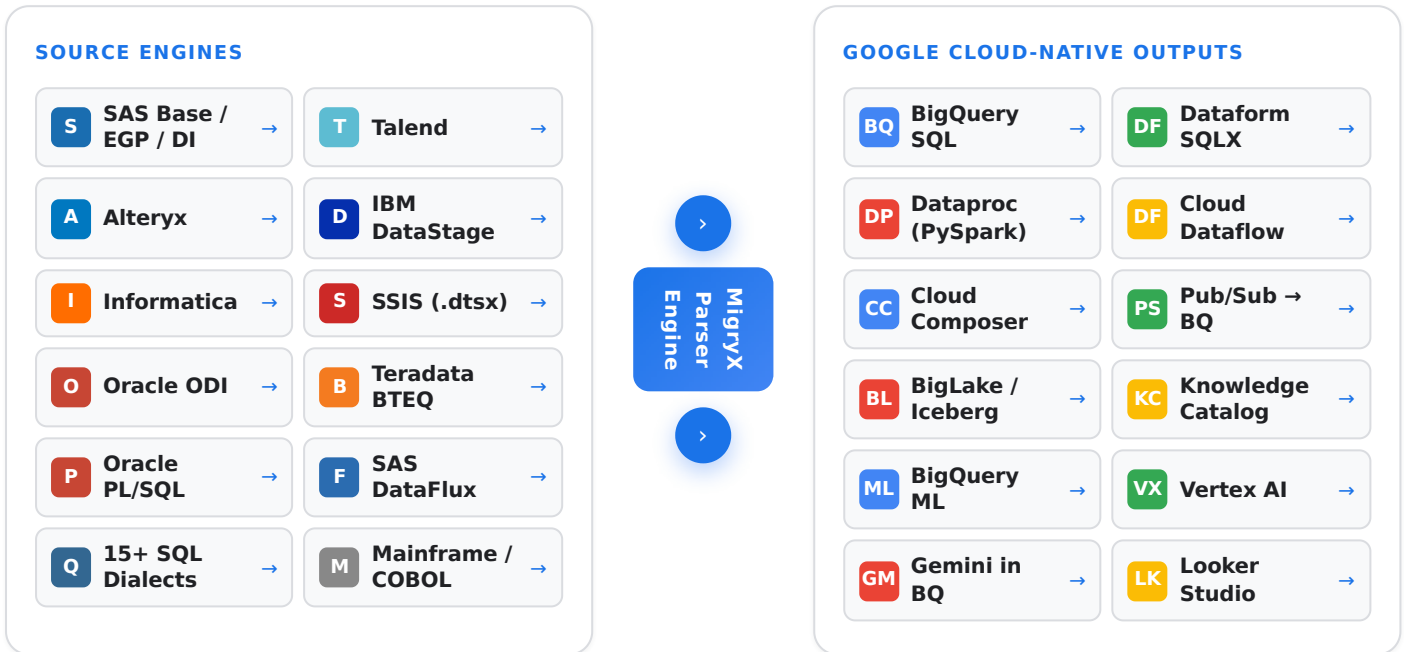 SOURCE ENGINES
S
SAS Base /
EGP / DI
→
T
Talend
→
A
Alteryx
→
D
IBM
DataStage
→
I
Informatica
→
S
SSIS (.dtsx)
→
O
Oracle ODI
→
B
Teradata
BTEQ
→
P
Oracle
PL/SQL
→
F
SAS
DataFlux
→
Q
15+ SQL
Dialects
→
M
Mainframe /
COBOL
→
›
MigryX
Parser
Engine
›
GOOGLE CLOUD-NATIVE OUTPUTS
BQ
BigQuery
SQL
→
DF
Dataform
SQLX
→
DP
Dataproc
(PySpark)
→
DF
Cloud
Dataflow
→
CC
Cloud
Composer
→
PS
Pub/Sub →
BQ
→
BL
BigLake /
Iceberg
→
KC
Knowledge
Catalog
→
ML
BigQuery
ML
→
VX
Vertex AI
→
GM
Gemini in
BQ
→
LK
Looker
Studio
→